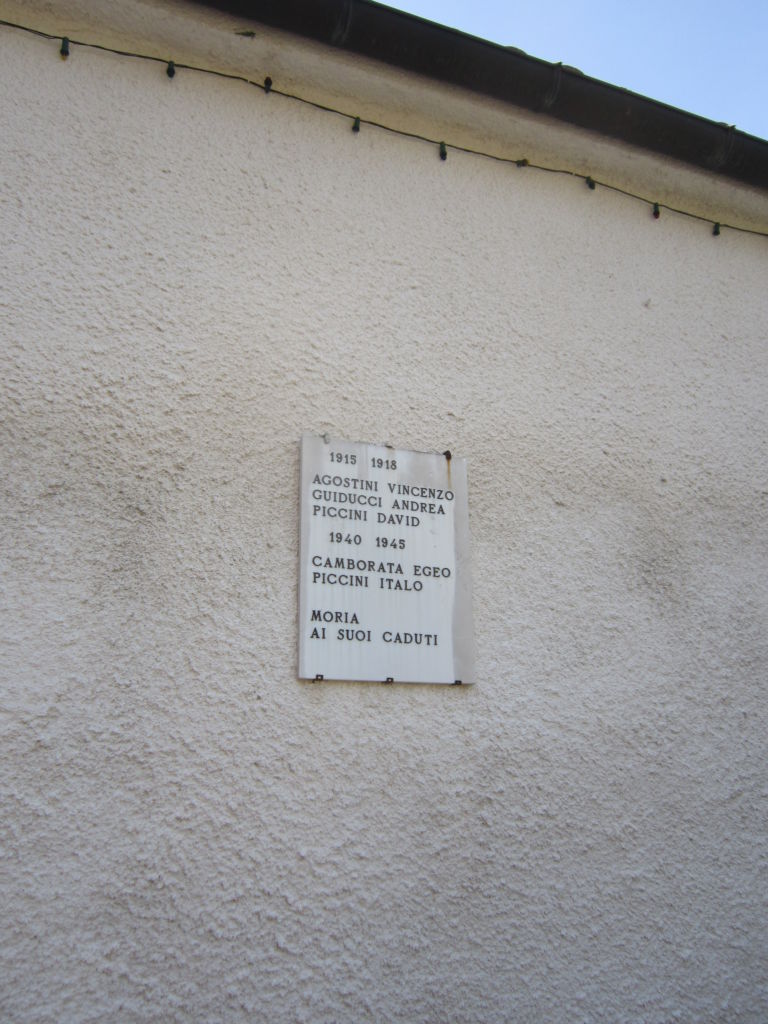 1915 1918
AGOSTINI VINCENZO
GUIDUCCI ANDREA
PICCINI DAVID
1940 1945
CAMBORATA EGEO
PICCINI ITALO
MORIA
AI SUOI CADUTI